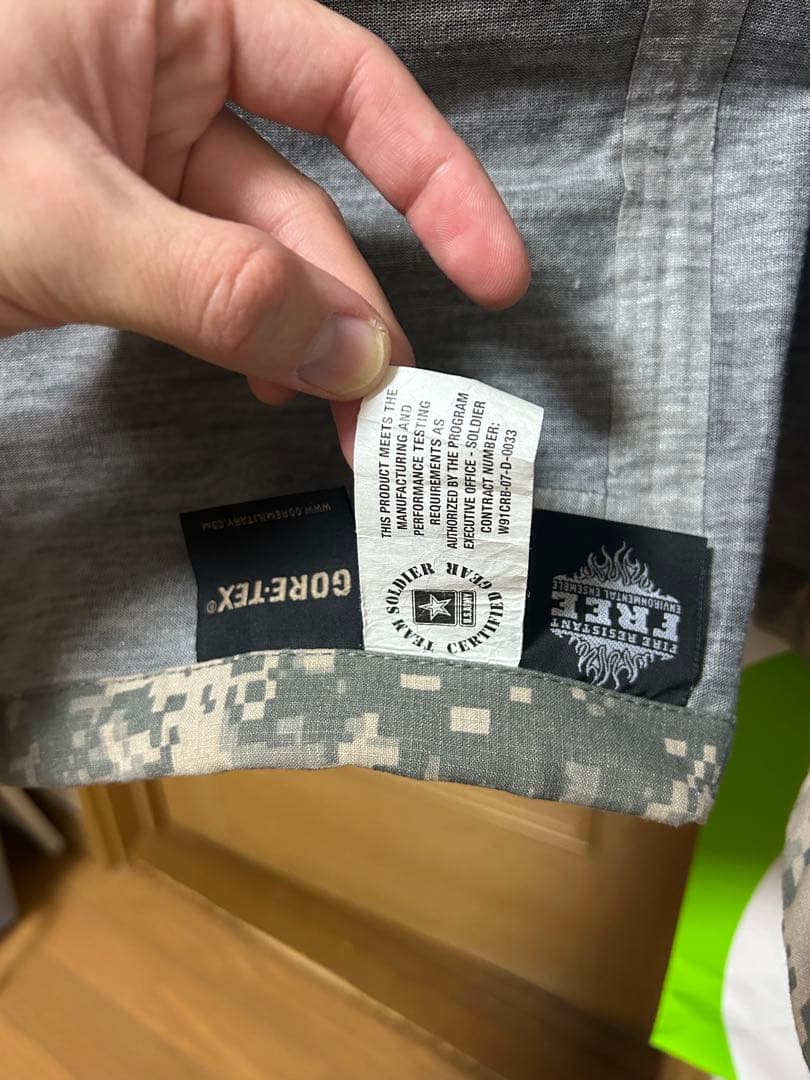 THIS PRODUCT MEETS THE
MANUFACTURING AND
PERFORMANCE TESTING
REQUIREMENTS AS
AUTHORIZED BY THE PROGRAM
EXECUTIVE OFFICE - SOLDIER
CONTRACT NUMBER:
W91CRB-07-D-0033
TEAM SOLDIER CERTIFIED GEAR
U.S.ARMY
WWW.GOREMILITARY.COM
GORE-TEX®
FIRE RESISTANT
FREE
ENVIRONMENTAL ENSEMBLE